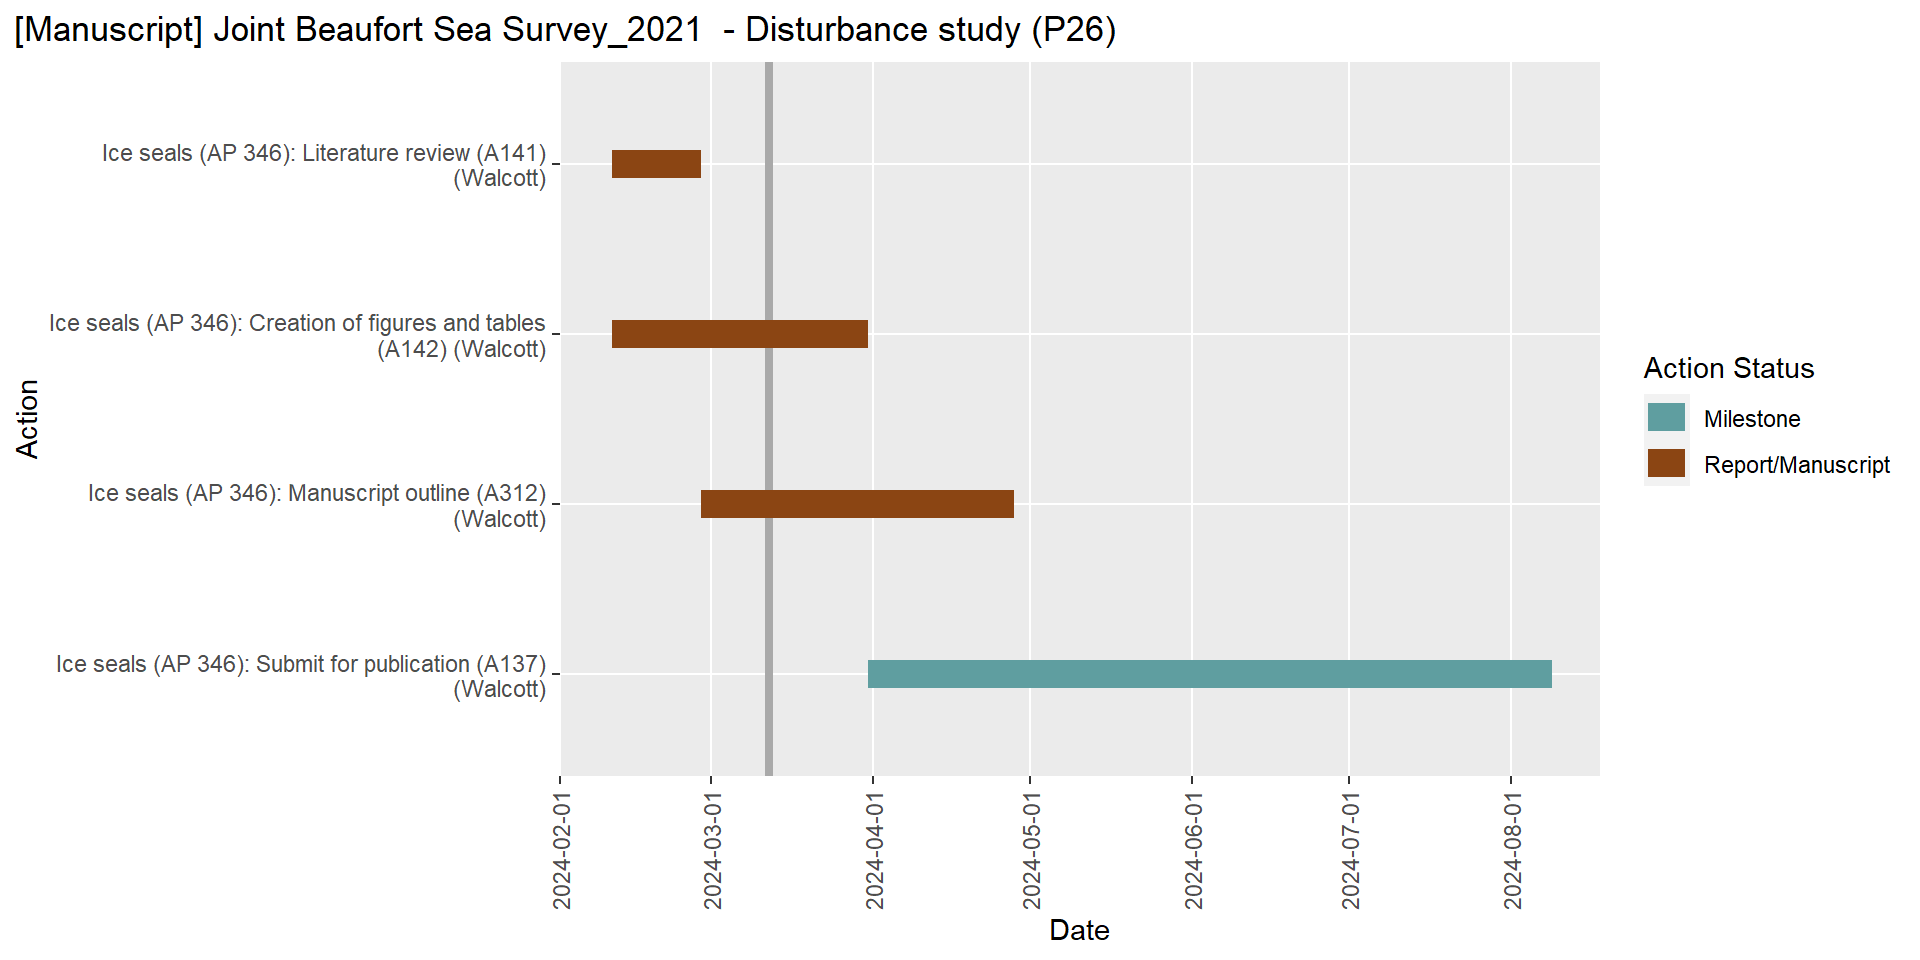 [Manuscript] Joint Beaufort Sea Survey_2021  - Disturbance study (P26)
Ice seals (AP 346): Literature review (A141)
(Walcott)
Ice seals (AP 346): Creation of figures and tables
(A142) (Walcott)
Ice seals (AP 346): Manuscript outline (A312)
(Walcott)
Ice seals (AP 346): Submit for publication (A137)
(Walcott)
Action
2024-02-01
2024-03-01
2024-04-01
2024-05-01
2024-06-01
2024-07-01
2024-08-01
Date
Action Status
Milestone
Report/Manuscript